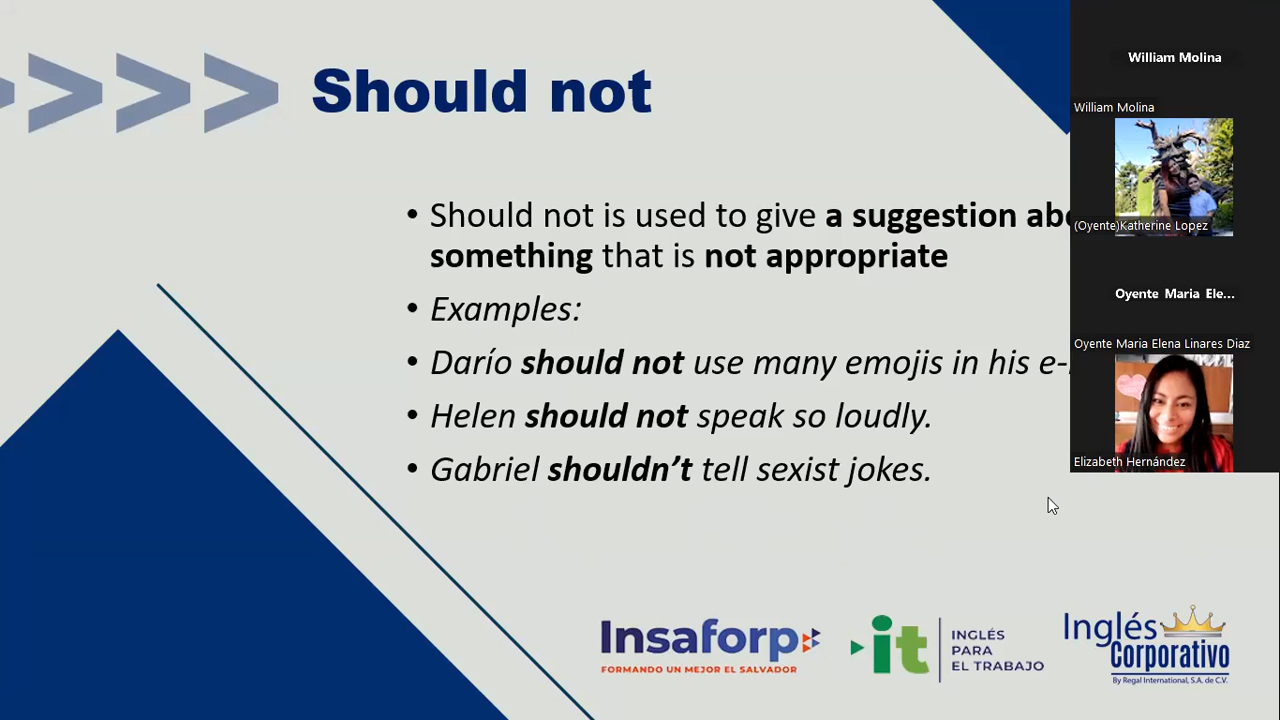 Should not
• Should not is used to give a suggestion
something that is not appropriate
• Examples:
• Darío should not use many emojis in his
• Helen should not speak so loudly.
• Gabriel shouldn’t tell sexist jokes.
William Molina
William Molina
(Oyente)Katherine Lopez
Oyente Maria Ele...
Oyente Maria Elena Linares Diaz
Elizabeth Hernández
Insaforp
FORMANDO UN MEJOR EL SALVADOR
it
INGLÉS
PARA
EL TRABAJO
Inglés
Corporativo
By Regal International, S.A. de C.V.